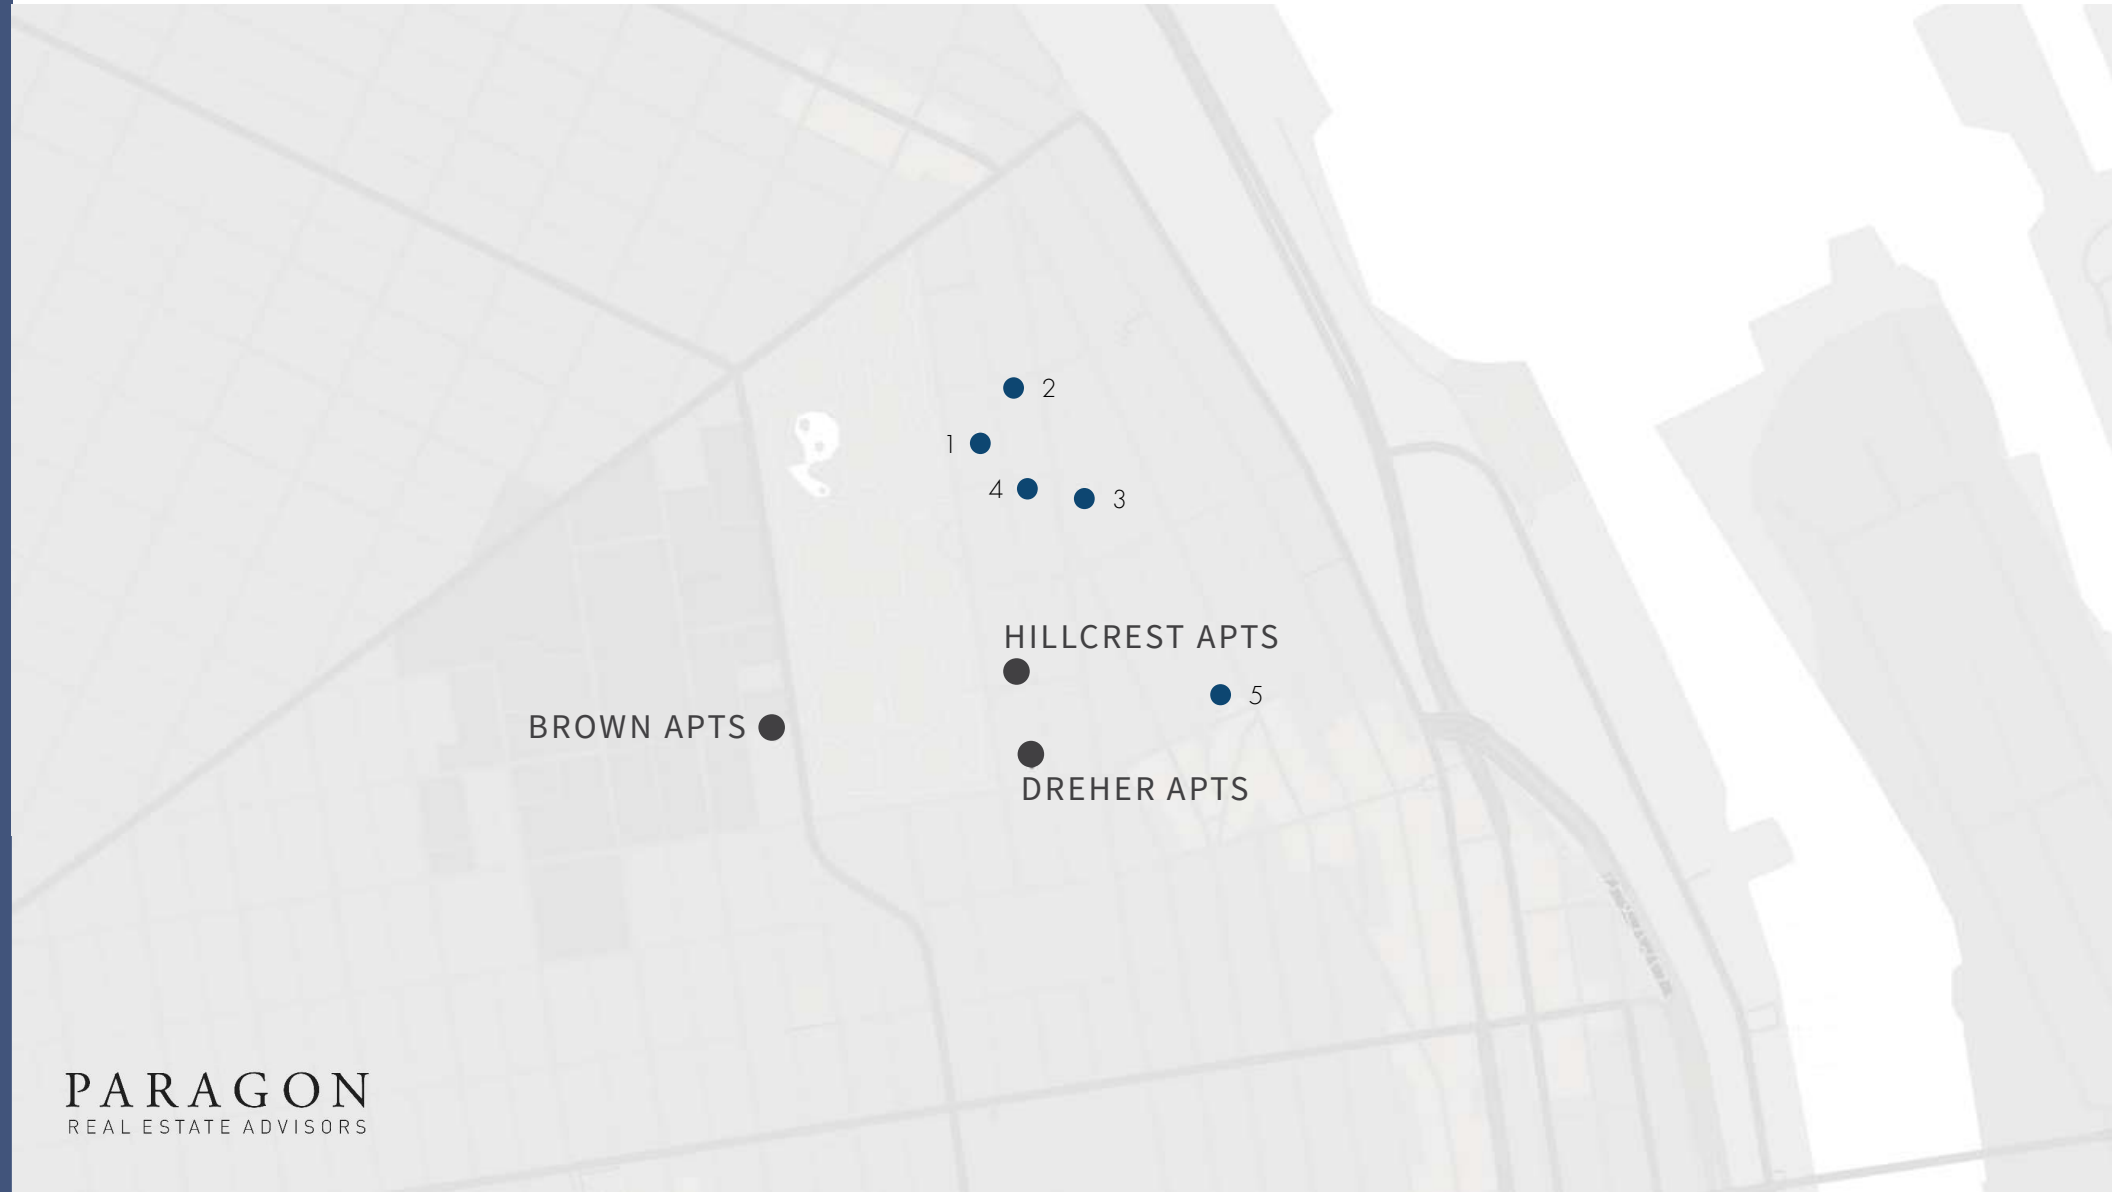 2
1
4
3
HILLCREST APTS
5
BROWN APTS
DREHER APTS
PARAGON
REAL ESTATE ADVISORS